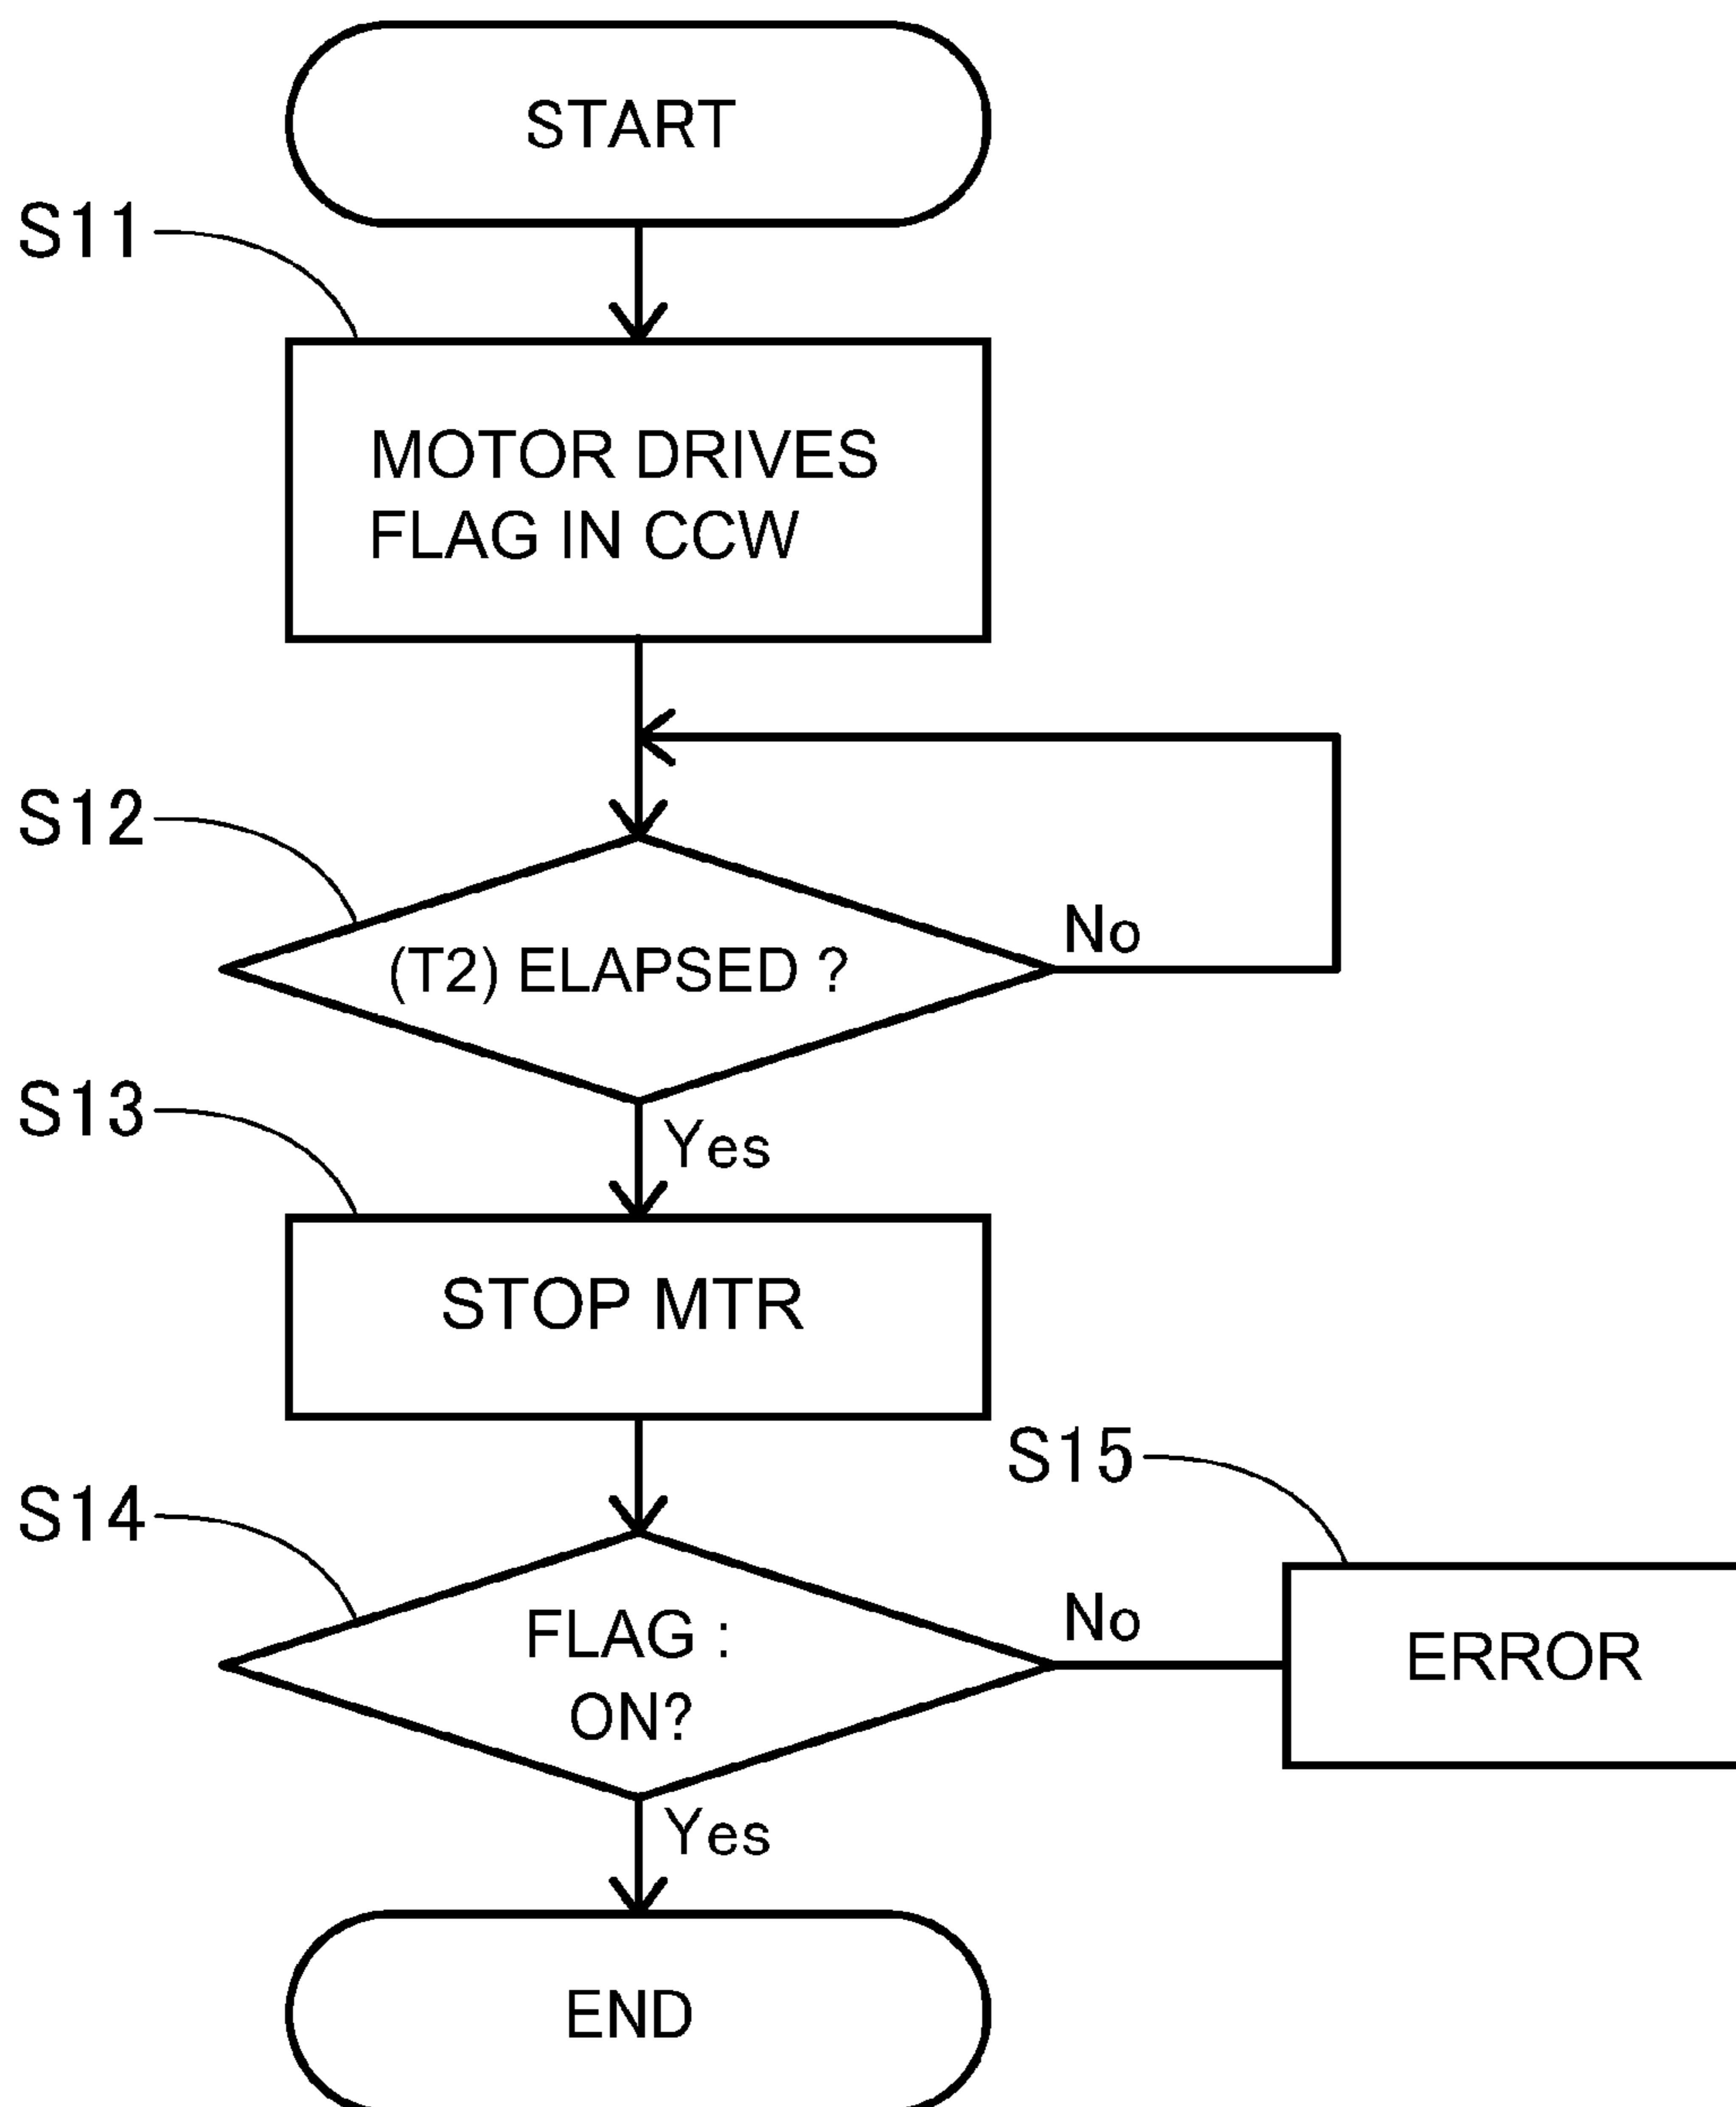 START
S11
MOTOR DRIVES
FLAG IN CCW
S12
(T2) ELAPSED ?
No
Yes
S13
STOP MTR
S14
FLAG :
ON?
No
S15
ERROR
Yes
END